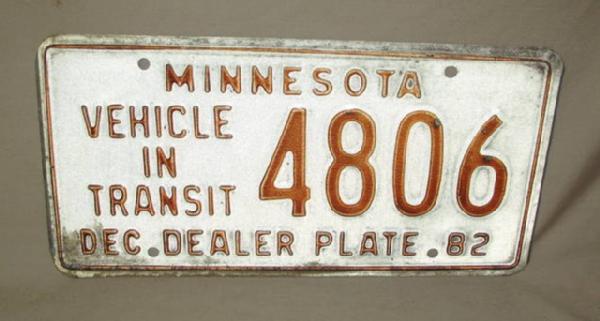 MINNESOTA
VEHICLE
IN
TRANSIT
4806
DEC. DEALER PLATE. 82